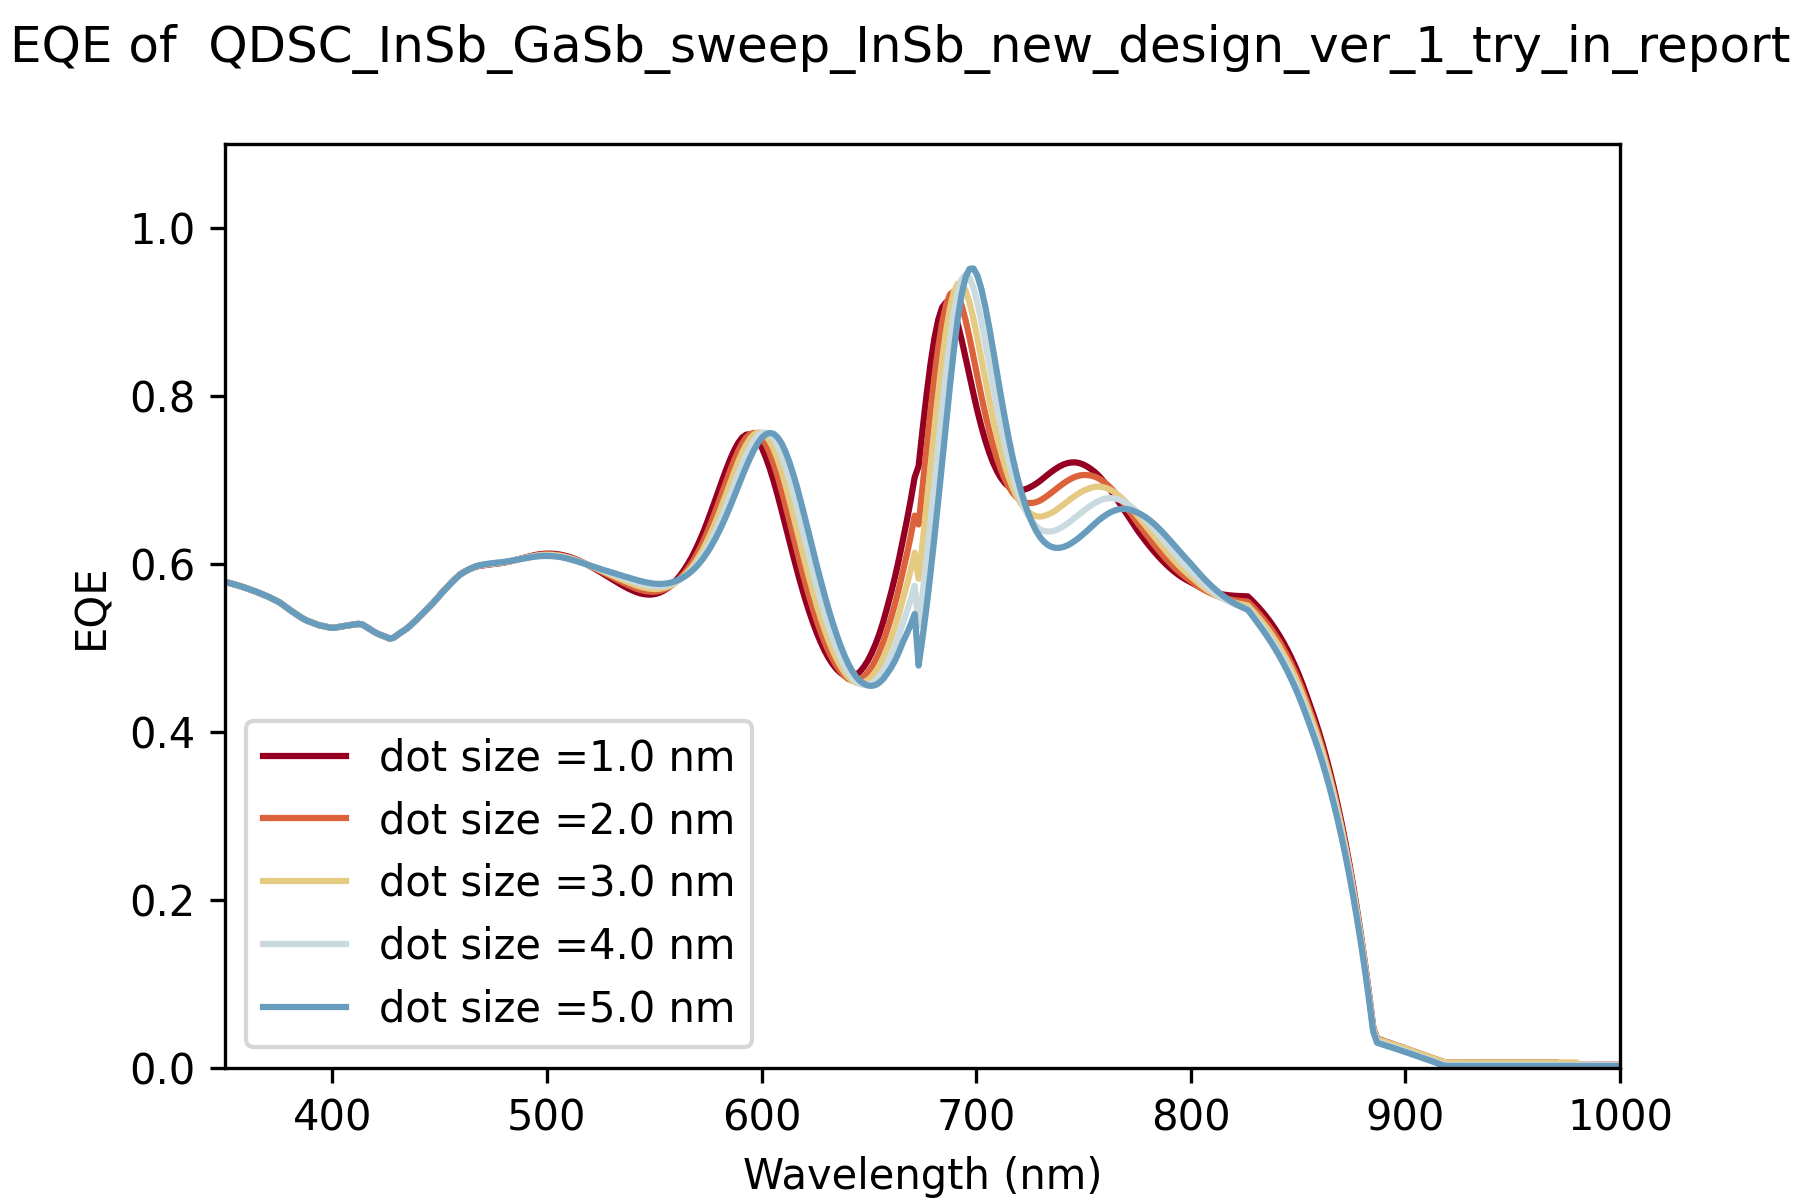 EQE of  QDSC_InSb_GaSb_sweep_InSb_new_design_ver_1_try_in_report
1.0
0.8
0.6
0.4
0.2
0.0
EQE
dot size =1.0 nm
dot size =2.0 nm
dot size =3.0 nm
dot size =4.0 nm
dot size =5.0 nm
400 500 600 700 800 900 1000
Wavelength (nm)